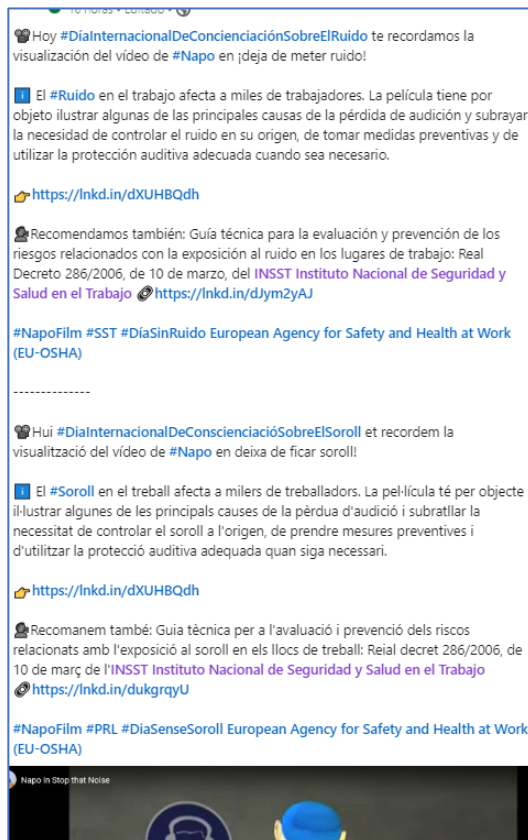 16 horas • Editado •
Hoy #DíaInternacionalDeConcienciaciónSobreElRuido te recordamos la
visualización del vídeo de #Napo en ¡deja de meter ruido!
El #Ruido en el trabajo afecta a miles de trabajadores. La película tiene por
objeto ilustrar algunas de las principales causas de la pérdida de audición y subrayar
la necesidad de controlar el ruido en su origen, de tomar medidas preventivas y de
utilizar la protección auditiva adecuada cuando sea necesario.
https://lnkd.in/dXUHBQdh
Recomendamos también: Guía técnica para la evaluación y prevención de los
riesgos relacionados con la exposición al ruido en los lugares de trabajo: Real
Decreto 286/2006, de 10 de marzo, del INSST Instituto Nacional de Seguridad y
Salud en el Trabajo https://lnkd.in/dJym2yAJ
#NapoFilm #SST #DíaSinRuido European Agency for Safety and Health at Work
(EU-OSHA)
--------------
Hui #DiaInternacionalDeConscienciacióSobreElSoroll et recordem la
visualització del vídeo de #Napo en deixa de ficar soroll!
El #Soroll en el treball afecta a milers de treballadors. La pel·lícula té per objecte
il·lustrar algunes de les principals causes de la pèrdua d'audició i subratllar la
necessitat de controlar el soroll a l'origen, de prendre mesures preventives i
d'utilitzar la protecció auditiva adequada quan siga necessari.
https://lnkd.in/dXUHBQdh
Recomanem també: Guia tècnica per a l'avaluació i prevenció dels riscos
relacionats amb l'exposició al soroll en els llocs de treball: Reial decret 286/2006, de
10 de març de l'INSST Instituto Nacional de Seguridad y Salud en el Trabajo
https://lnkd.in/dukgrqyU
#NapoFilm #PRL #DiaSenseSoroll European Agency for Safety and Health at Work
(EU-OSHA)
Napo in Stop that Noise